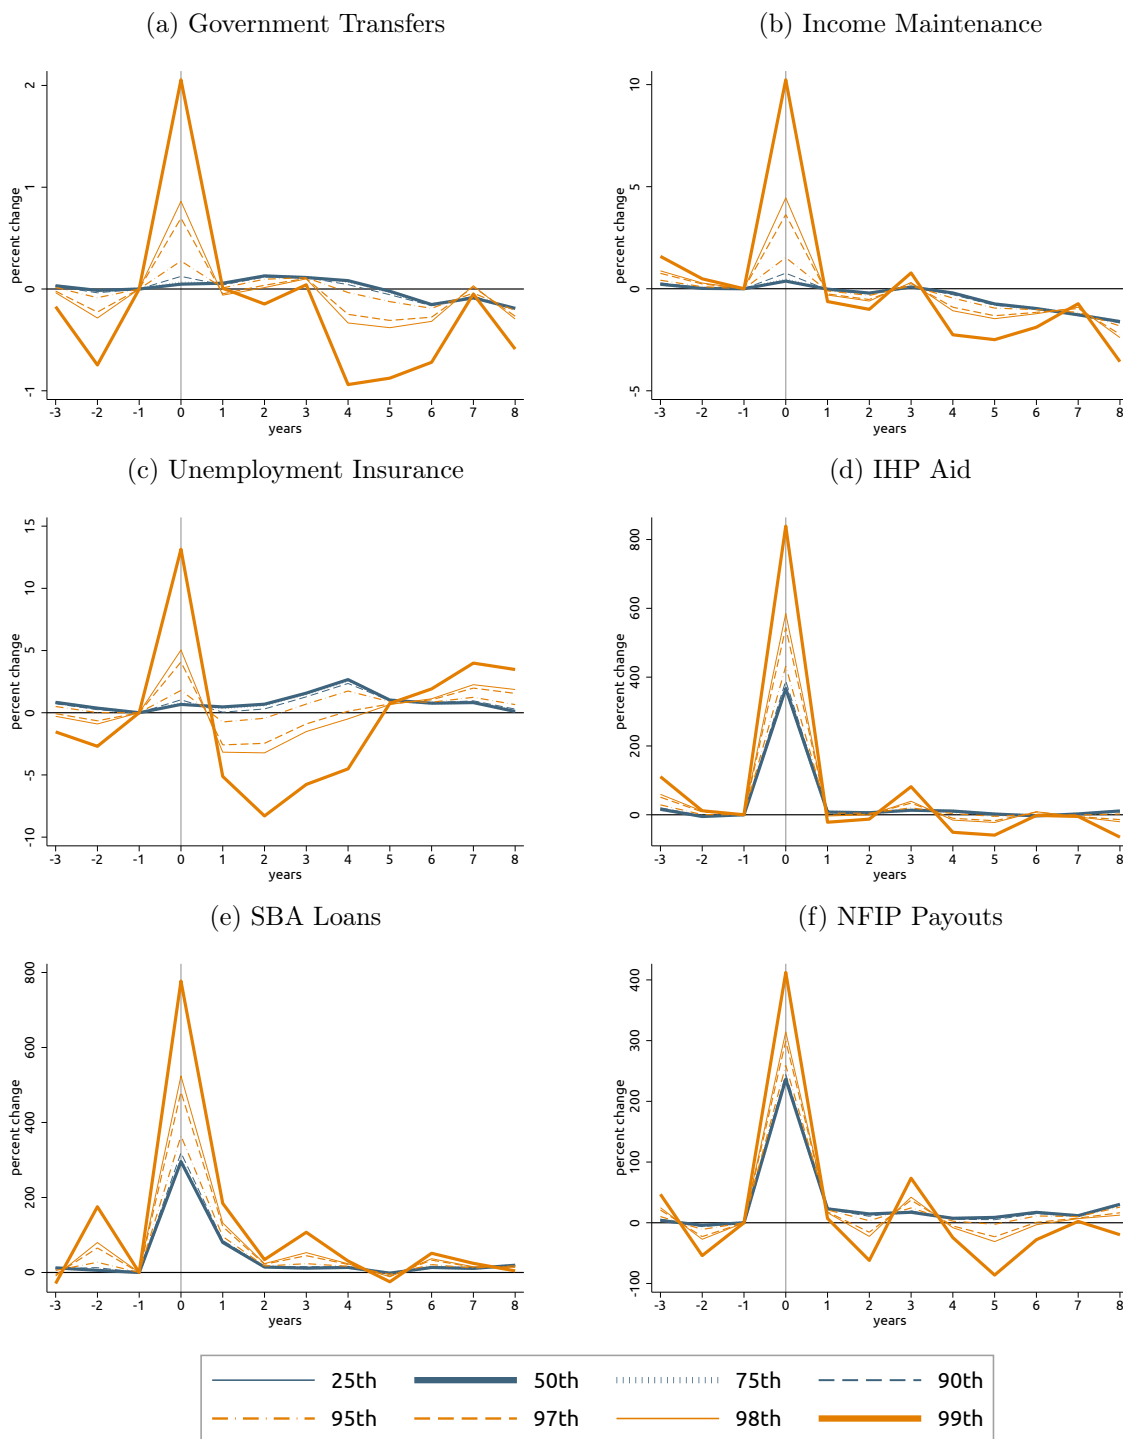 (a) Government Transfers
(b) Income Maintenance
percent change
2
1
0
-1
-3 -2 -1 0 1 2 3 4 5 6 7 8
years
percent change
10
5
0
-5
-3 -2 -1 0 1 2 3 4 5 6 7 8
years
(c) Unemployment Insurance
(d) IHP Aid
percent change
15
10
5
0
-5
-10
-3 -2 -1 0 1 2 3 4 5 6 7 8
years
percent change
800
600
400
200
0
-3 -2 -1 0 1 2 3 4 5 6 7 8
years
(e) SBA Loans
(f) NFIP Payouts
percent change
800
600
400
200
0
-3 -2 -1 0 1 2 3 4 5 6 7 8
years
percent change
400
300
200
100
0
-100
-3 -2 -1 0 1 2 3 4 5 6 7 8
years
25th 50th 75th 90th
95th 97th 98th 99th